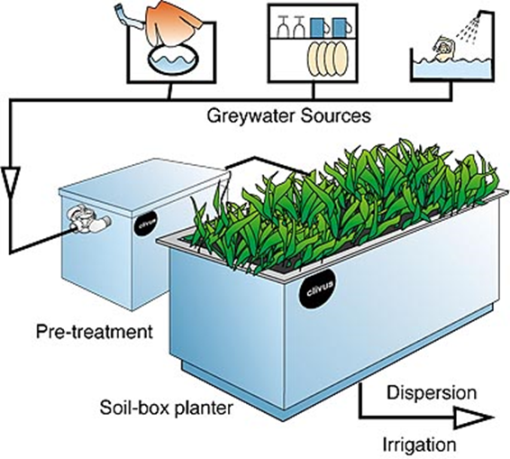 Greywater Sources
clivus
Pre-treatment
clivus
Soil-box planter
Dispersion
Irrigation